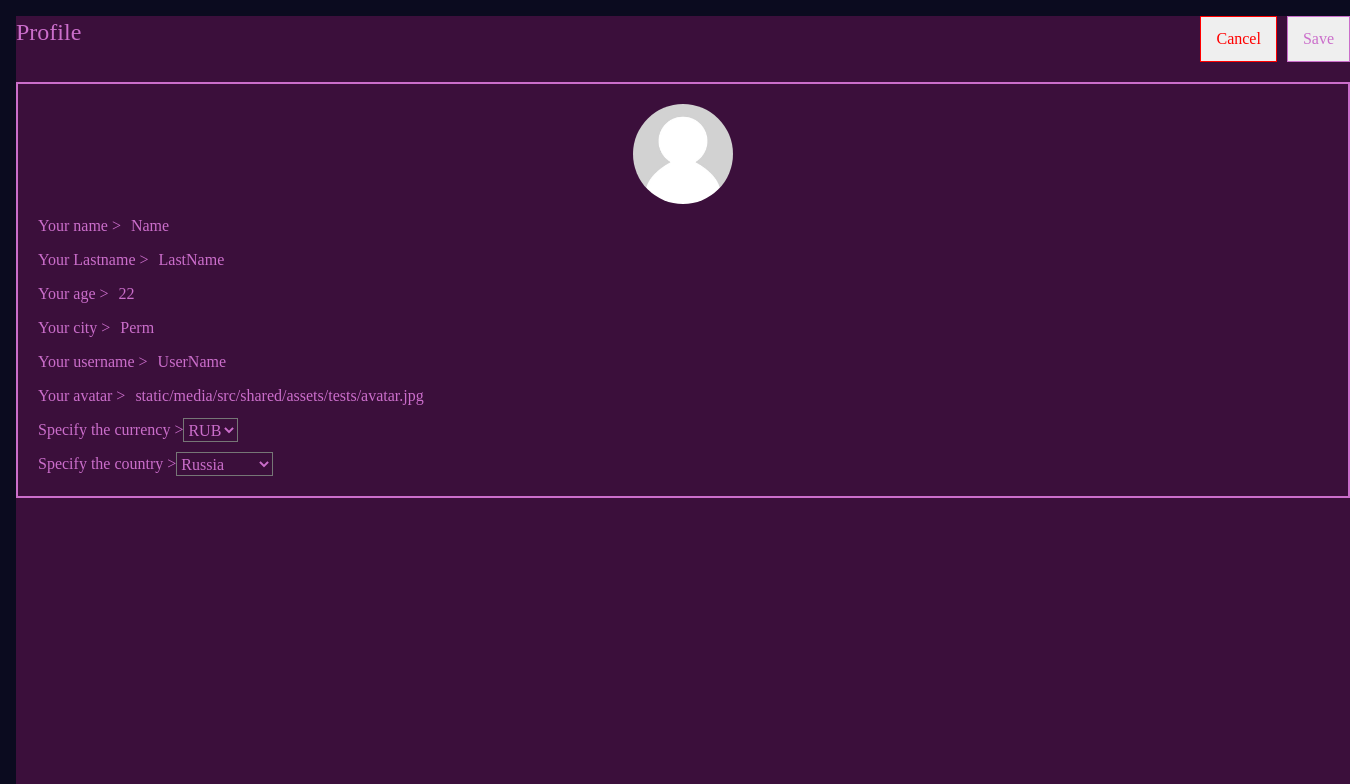 Profile
Cancel
Save
Your name > Name
Your Lastname > LastName
Your age > 22
Your city > Perm
Your username > UserName
Your avatar > static/media/src/shared/assets/tests/avatar.jpg
Specify the currency > RUB
Specify the country > Russia